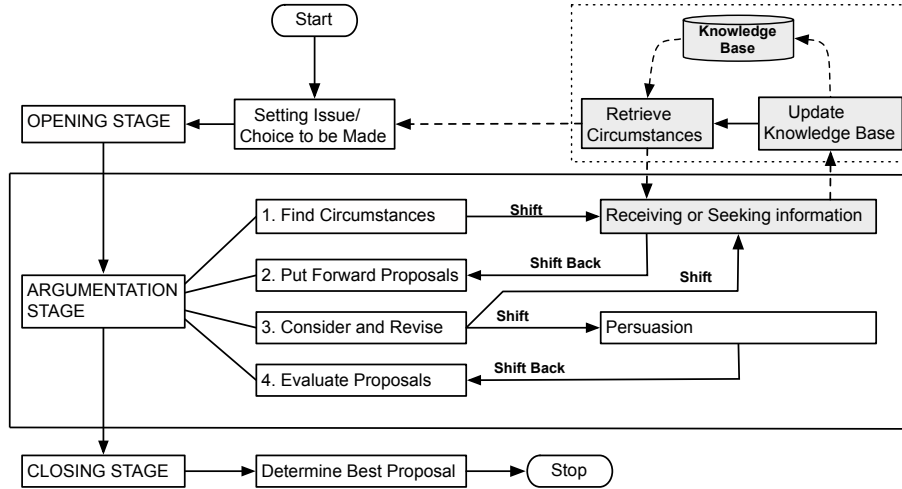 Start
Knowledge
Base
Setting Issue/
Choice to be Made
OPENING STAGE
Retrieve
Circumstances
Update
Knowledge Base
1. Find Circumstances
Shift
Receiving or Seeking information
Shift Back
2. Put Forward Proposals
Shift
ARGUMENTATION
STAGE
3. Consider and Revise
Shift
Persuasion
Shift Back
4. Evaluate Proposals
CLOSING STAGE
Determine Best Proposal
Stop